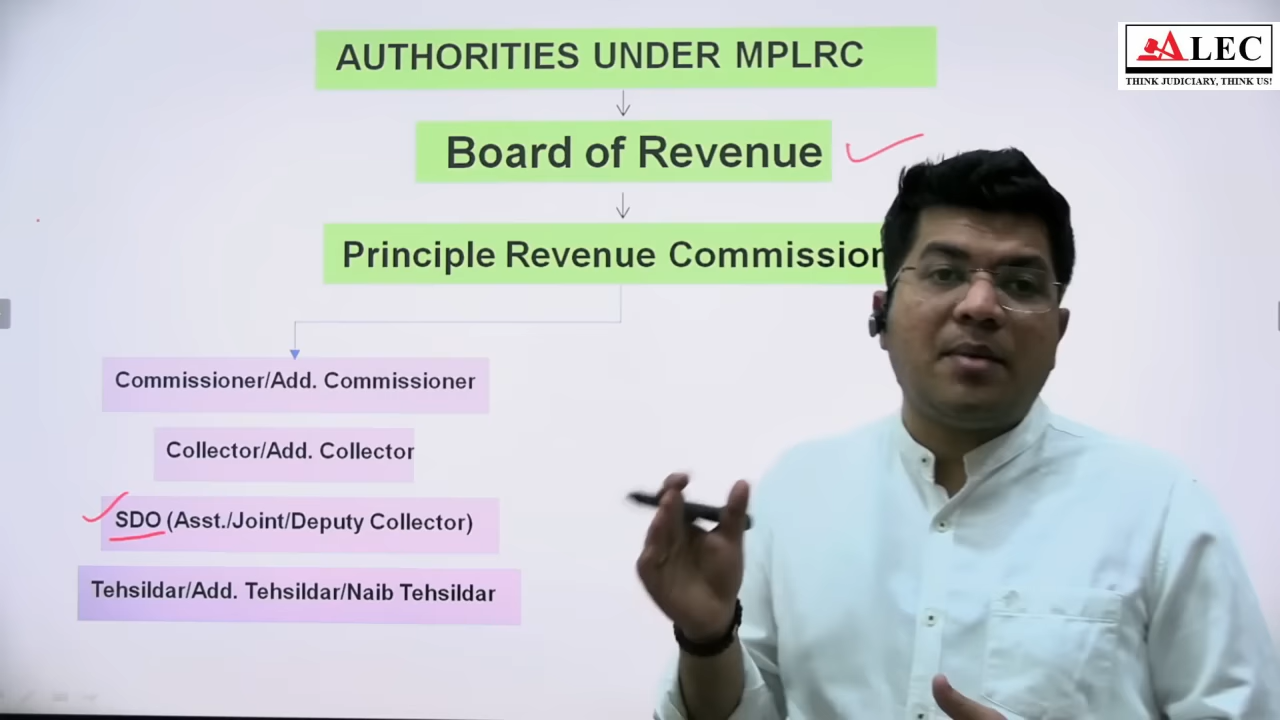 AUTHORITIES UNDER MPLRC
ALEC
THINK JUDICIARY, THINK US!
Board of Revenue
Principle Revenue Commission
Commissioner/Add. Commissioner
Collector/Add. Collector
SDO (Asst./Joint/Deputy Collector)
Tehsildar/Add. Tehsildar/Naib Tehsildar